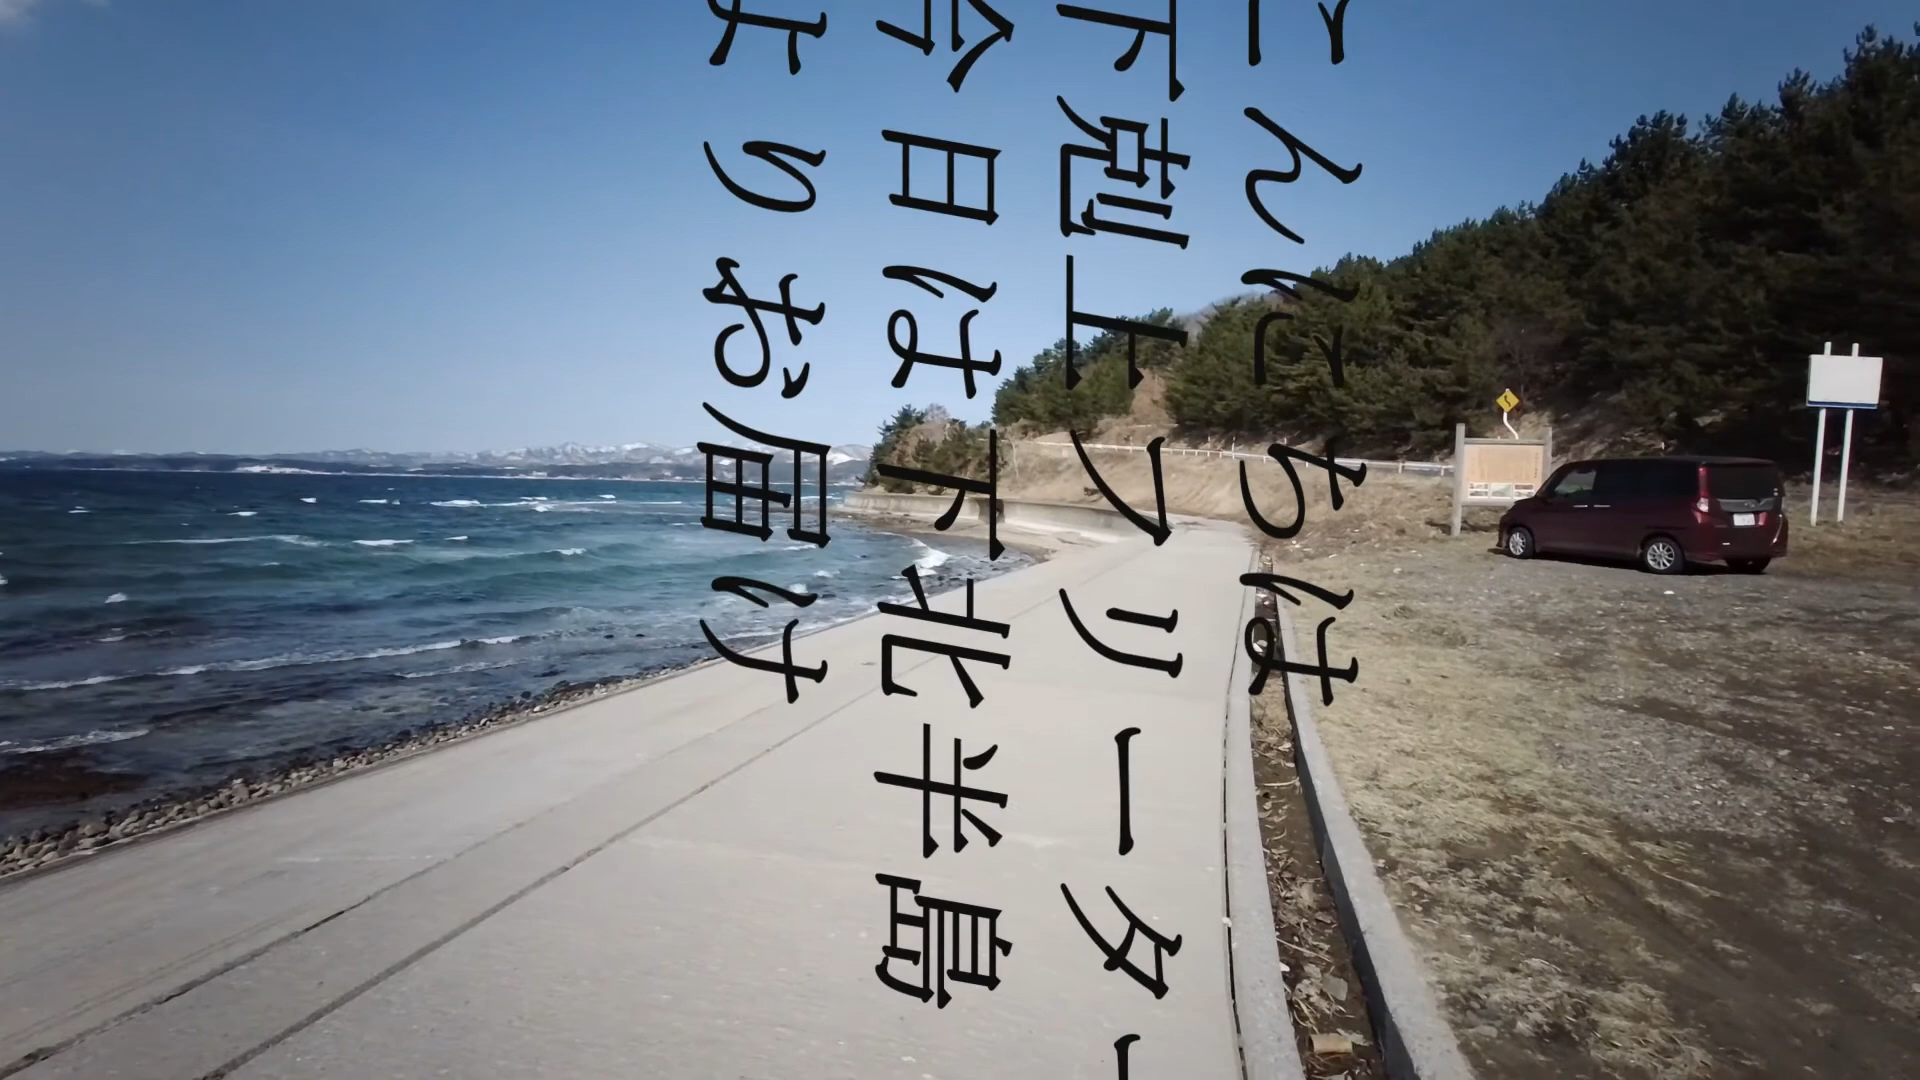 こんにちは
下剋上フリーター
今日は下北半島
よりお届け